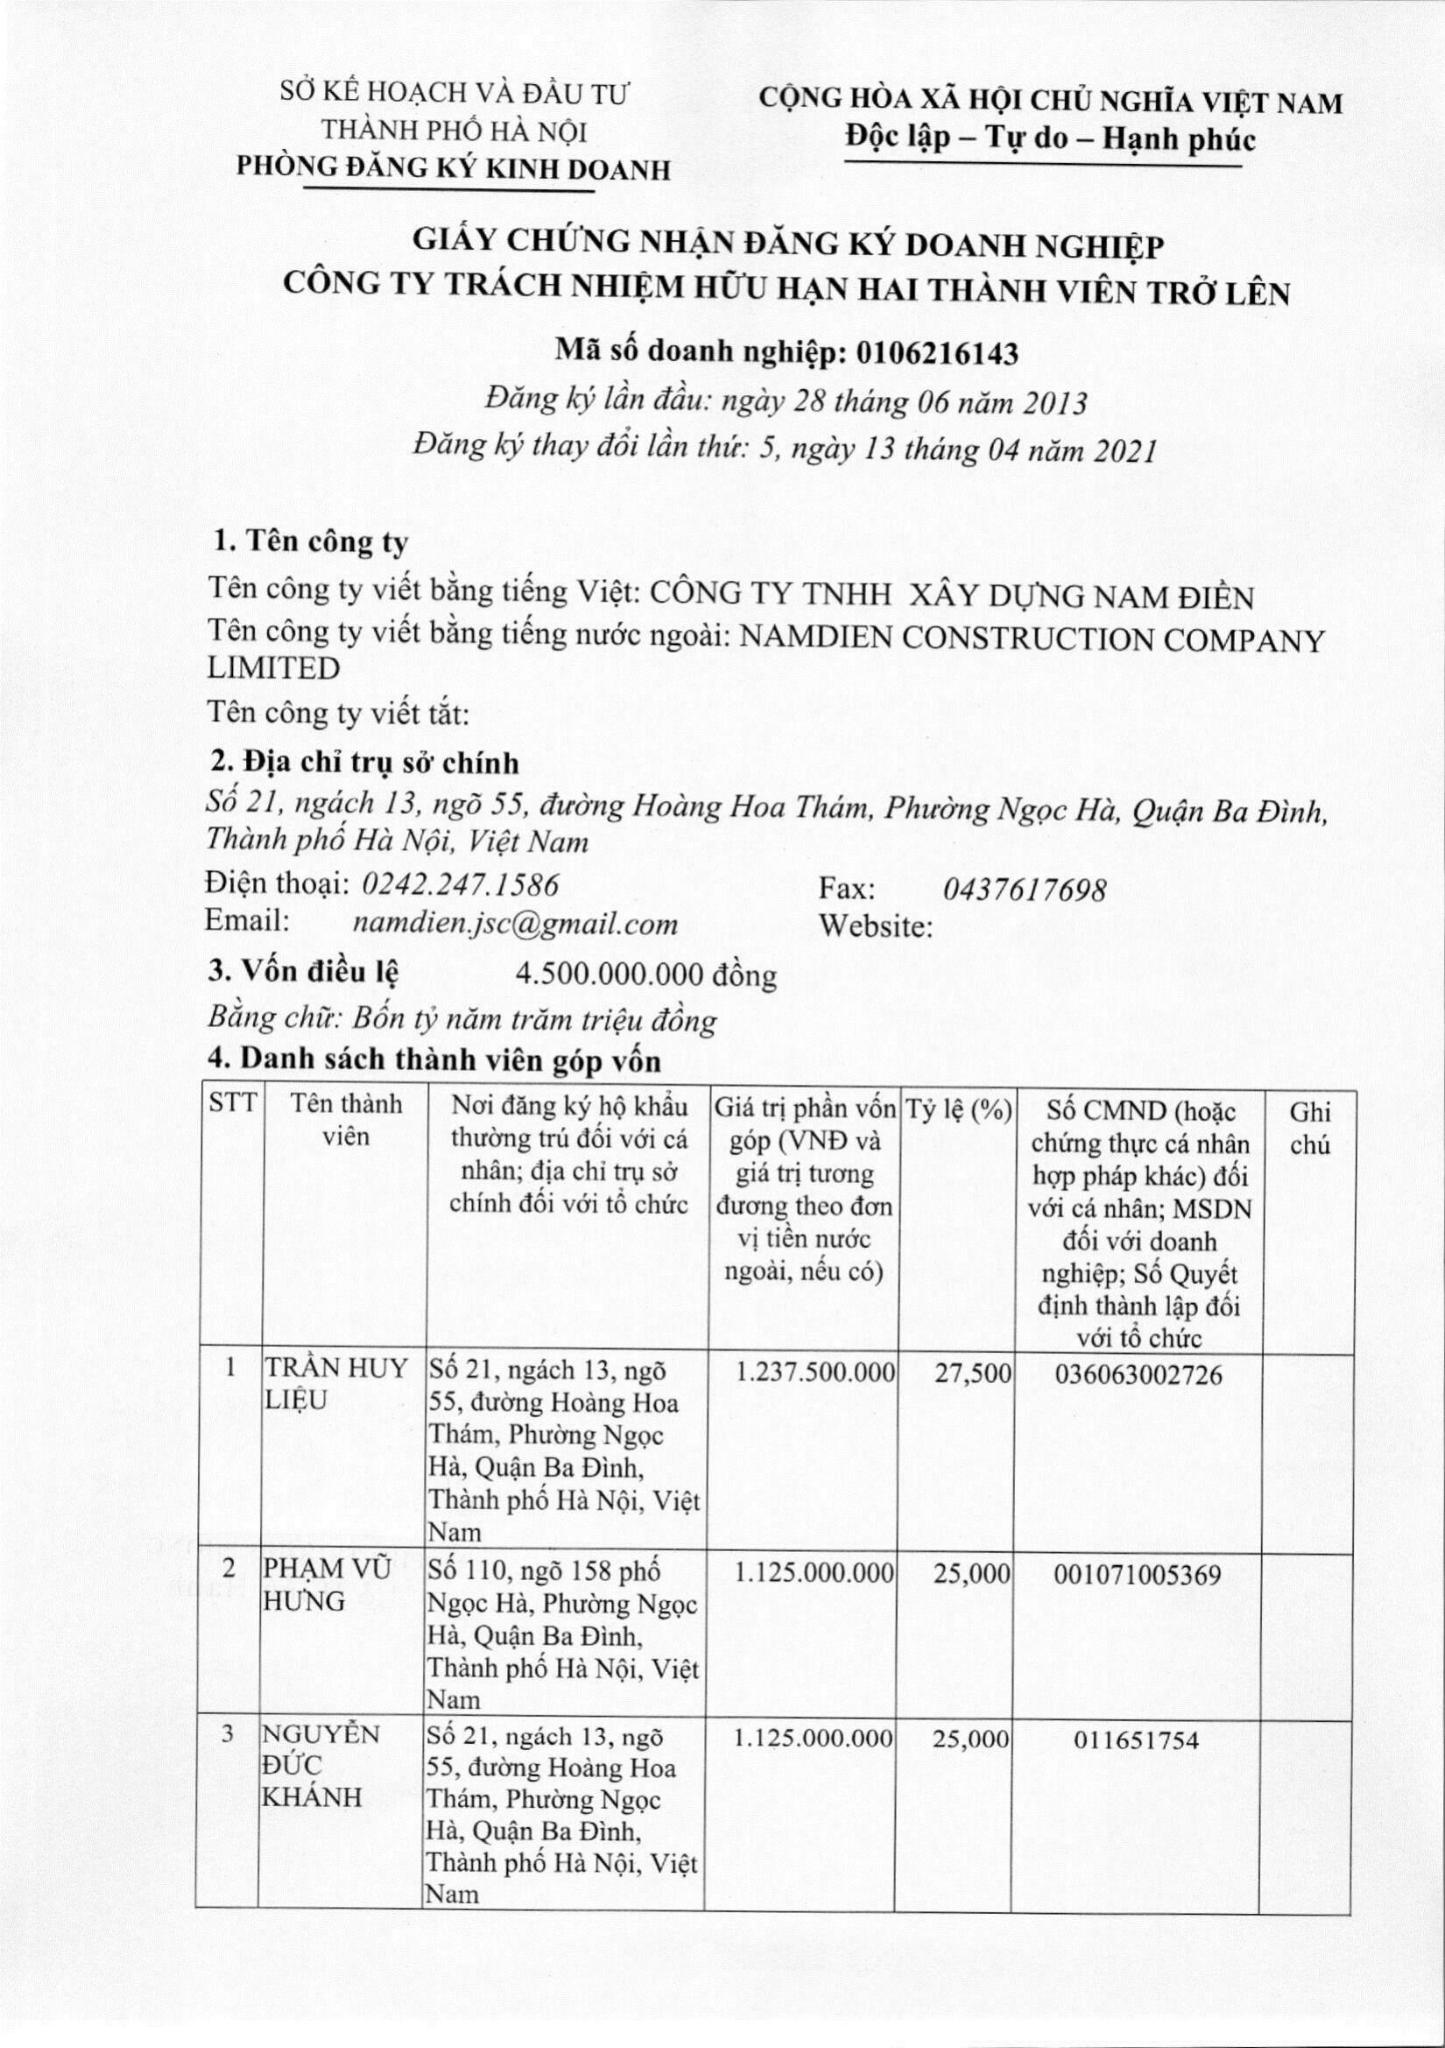 SỞ KẾ HOẠCH VÀ ĐẦU TƯ
THÀNH PHỐ HÀ NỘI
PHÒNG ĐĂNG KÝ KINH DOANH
CỘNG HÒA XÃ HỘI CHỦ NGHĨA VIỆT NAM
Độc lập – Tự do – Hạnh phúc
GIẤY CHỨNG NHẬN ĐĂNG KÝ DOANH NGHIỆP
CÔNG TY TRÁCH NHIỆM HỮU HẠN HAI THÀNH VIÊN TRỞ LÊN
Mã số doanh nghiệp: 0106216143
Đăng ký lần đầu: ngày 28 tháng 06 năm 2013
Đăng ký thay đổi lần thứ: 5, ngày 13 tháng 04 năm 2021
1. Tên công ty
Tên công ty viết bằng tiếng Việt: CÔNG TY TNHH XÂY DỰNG NAM ĐIỀN
Tên công ty viết bằng tiếng nước ngoài: NAMDIEN CONSTRUCTION COMPANY
LIMITED
Tên công ty viết tắt:
2. Địa chỉ trụ sở chính
Số 21, ngách 13, ngõ 55, đường Hoàng Hoa Thám, Phường Ngọc Hà, Quận Ba Đình,
Thành phố Hà Nội, Việt Nam
Điện thoại: 0242.247.1586 Fax: 0437617698
Email: namdien.jsc@gmail.com Website:
3. Vốn điều lệ 4.500.000.000 đồng
Bằng chữ: Bốn tỷ năm trăm triệu đồng
4. Danh sách thành viên góp vốn
STT
Tên thành
viên
Nơi đăng ký hộ khẩu
thường trú đối với cá
nhân; địa chỉ trụ sở
chính đối với tổ chức
Giá trị phần vốn
góp (VNĐ và
giá trị tương
đương theo đơn
vị tiền nước
ngoài, nếu có)
Tỷ lệ (%)
Số CMND (hoặc
chứng thực cá nhân
hợp pháp khác) đối
với cá nhân; MSDN
đối với doanh
nghiệp; Số Quyết
định thành lập đối
với tổ chức
Ghi
chú
1
TRẦN HUY
LIỆU
Số 21, ngách 13, ngõ
55, đường Hoàng Hoa
Thám, Phường Ngọc
Hà, Quận Ba Đình,
Thành phố Hà Nội, Việt
Nam
1.237.500.000
27,500
036063002726
2
PHẠM VŨ
HƯNG
Số 110, ngõ 158 phố
Ngọc Hà, Phường Ngọc
Hà, Quận Ba Đình,
Thành phố Hà Nội, Việt
Nam
1.125.000.000
25,000
001071005369
3
NGUYỄN
ĐỨC
KHÁNH
Số 21, ngách 13, ngõ
55, đường Hoàng Hoa
Thám, Phường Ngọc
Hà, Quận Ba Đình,
Thành phố Hà Nội, Việt
Nam
1.125.000.000
25,000
011651754